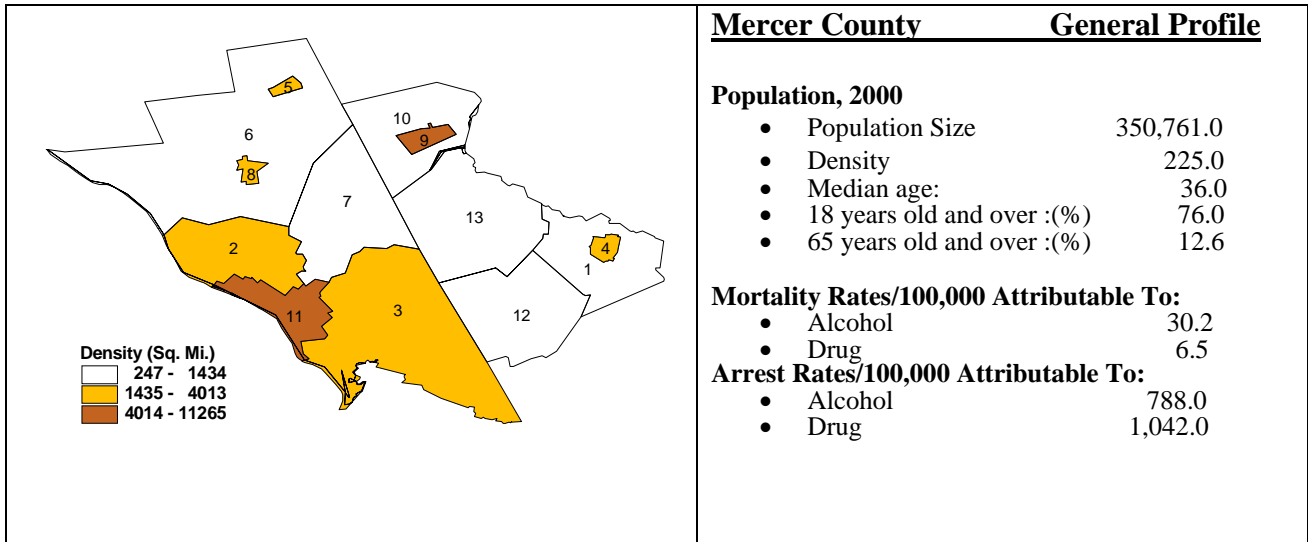 5
10
6
9
8
7
13
2
4
1
11
3
12
Density (Sq. Mi.)
247 - 1434
1435 - 4013
4014 - 11265
Mercer County General Profile
Population, 2000
• Population Size 350,761.0
• Density 225.0
• Median age: 36.0
• 18 years old and over :(%) 76.0
• 65 years old and over :(%) 12.6
Mortality Rates/100,000 Attributable To:
• Alcohol 30.2
• Drug 6.5
Arrest Rates/100,000 Attributable To:
• Alcohol 788.0
• Drug 1,042.0